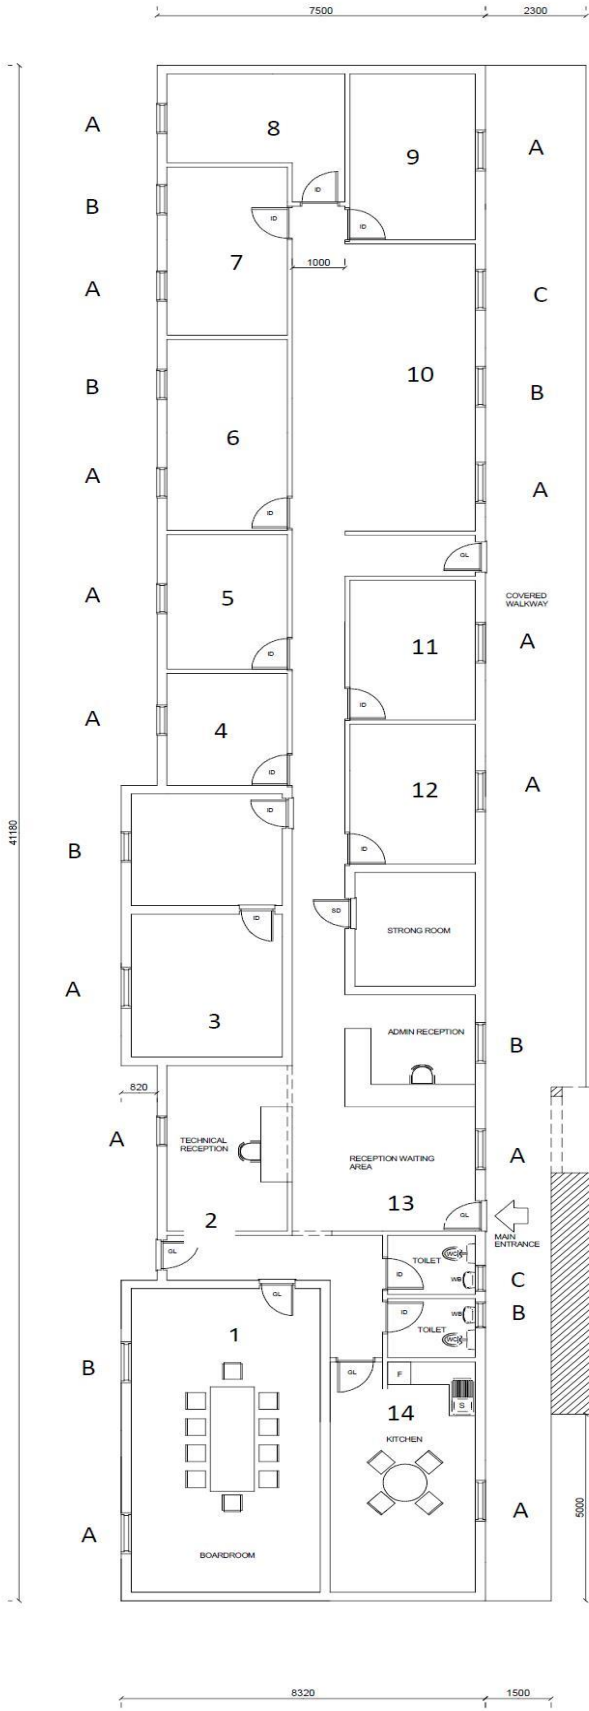 7500 2300
A
8
9
A
ID
B
ID
ID
7
1000
A
C
10
B
B
6
A
A
ID
GL
A
5
COVERED
WALKWAY
11
A
ID
ID
A
4
12
A
ID
ID
41180
B
ID
SD
STRONG ROOM
ID
A
3
ADMIN RECEPTION
B
820
A
TECHNICAL
RECEPTION
RECEPTION WAITING
AREA
A
2
13
GL
MAIN
ENTRANCE
GL
TOILET
WC
ID
WB
C
GL
ID
WB
B
TOILET
WC
1
B
GL
F
S
14
KITCHEN
5000
A
A
BOARDROOM
8320 1500